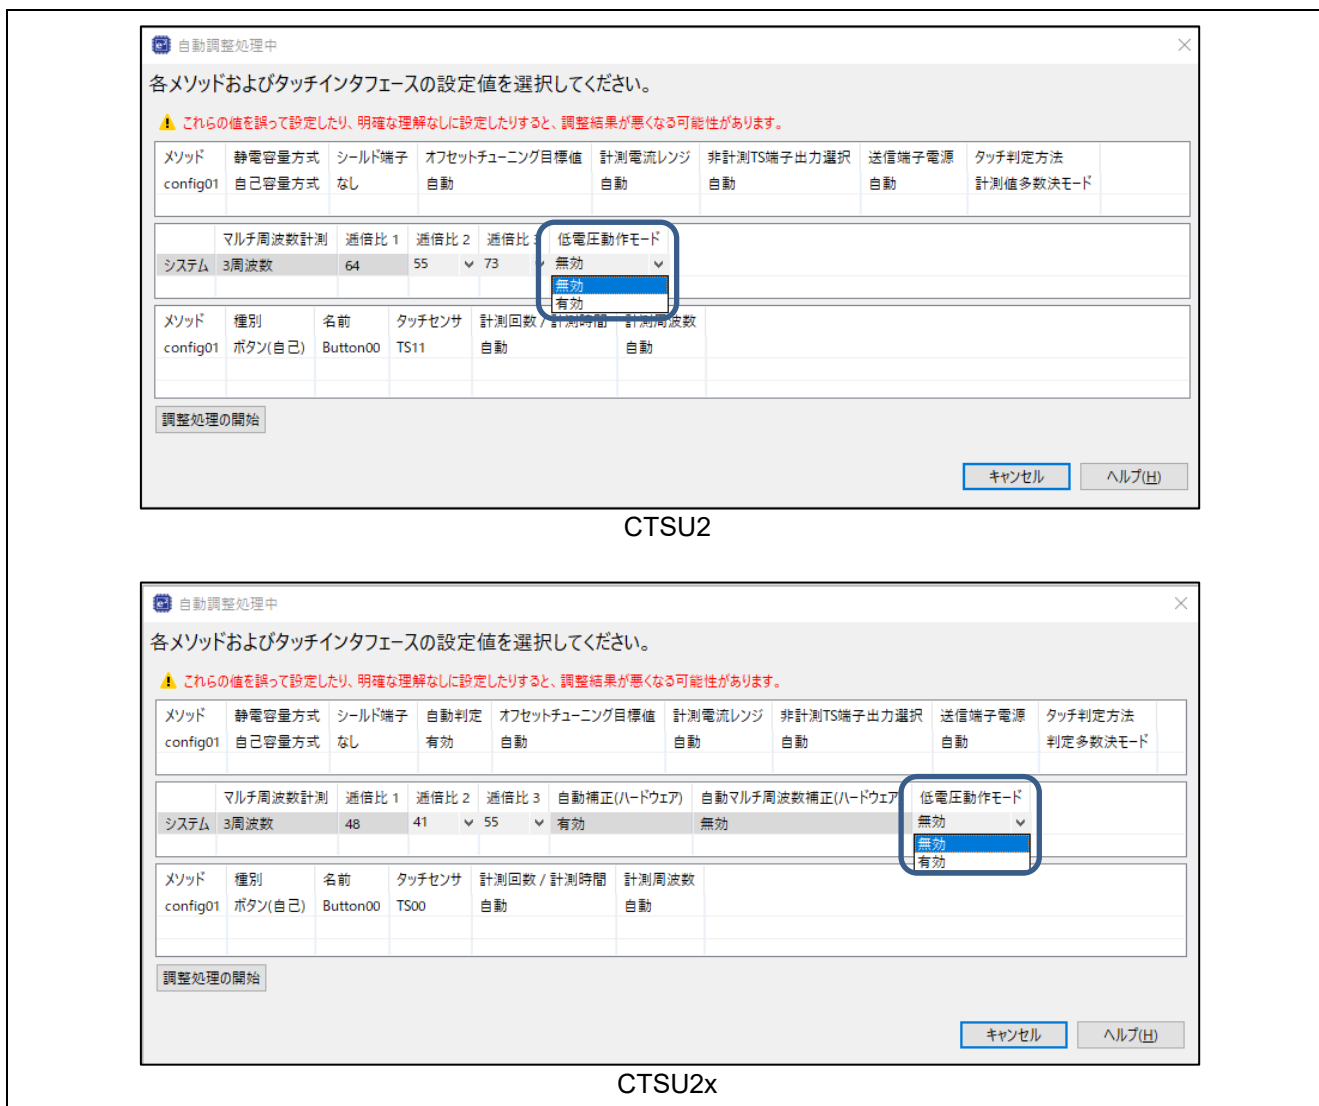 自動調整処理中
各メソッドおよびタッチインタフェースの設定値を選択してください。
これらの値を誤って設定したり、明確な理解なしに設定したりすると、調整結果が悪くなる可能性があります。
メソッド 静電容量方式 シールド端子 オフセットチューニング目標値 計測電流レンジ 非計測TS端子出力選択 送信端子電源 タッチ判定方法
config01 自己容量方式 なし 自動 自動 自動 自動 計測値多数決モード
マルチ周波数計測 逓倍比 1 逓倍比 2 逓倍比 3 低電圧動作モード
システム 3周波数 64 55 73 無効
無効
有効
メソッド 種別 名前 タッチセンサ 計測回数 / 計測時間 計測周波数
config01 ボタン(自己) Button00 TS11 自動 自動
調整処理の開始
キャンセル ヘルプ(H)
CTSU2
自動調整処理中
各メソッドおよびタッチインタフェースの設定値を選択してください。
これらの値を誤って設定したり、明確な理解なしに設定したりすると、調整結果が悪くなる可能性があります。
メソッド 静電容量方式 シールド端子 自動判定 オフセットチューニング目標値 計測電流レンジ 非計測TS端子出力選択 送信端子電源 タッチ判定方法
config01 自己容量方式 なし 有効 自動 自動 自動 自動 判定多数決モード
マルチ周波数計測 逓倍比 1 逓倍比 2 逓倍比 3 自動補正(ハードウェア) 自動マルチ周波数補正(ハードウェア) 低電圧動作モード
システム 3周波数 48 41 55 有効 無効 無効
無効
有効
メソッド 種別 名前 タッチセンサ 計測回数 / 計測時間 計測周波数
config01 ボタン(自己) Button00 TS00 自動 自動
調整処理の開始
キャンセル ヘルプ(H)
CTSU2x